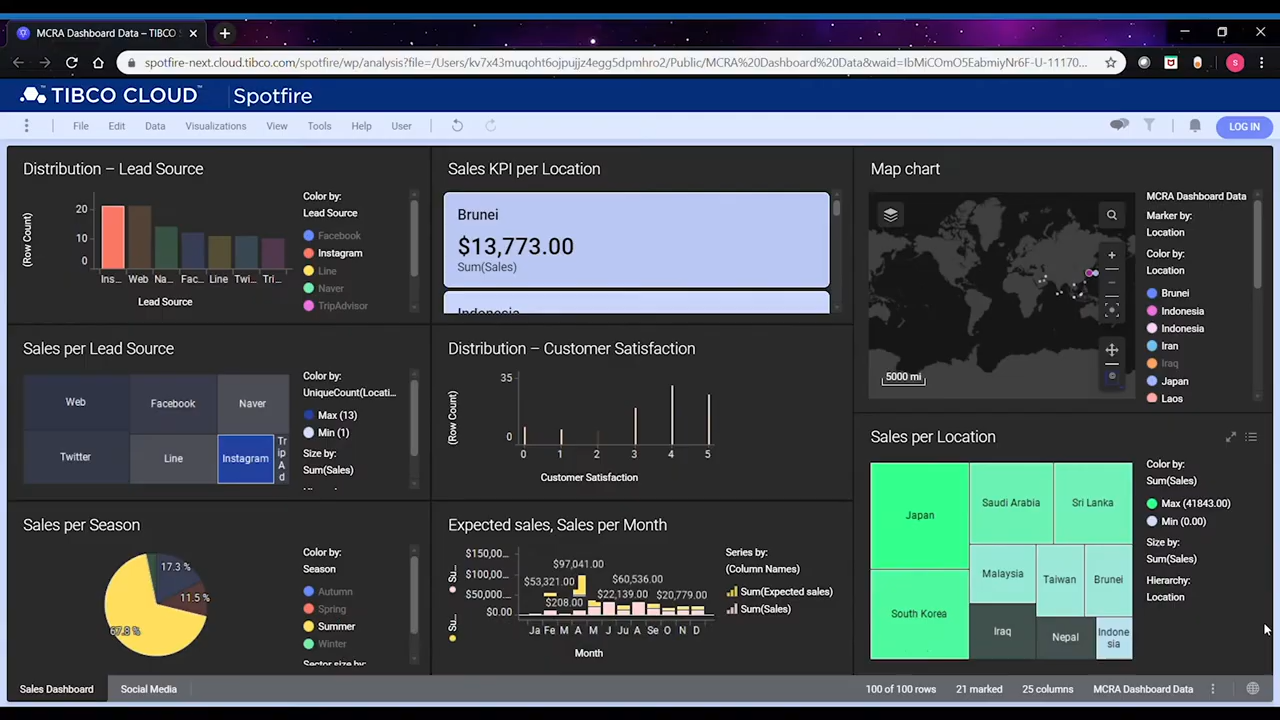 MCRA Dashboard Data – TIBCO
spotfire-next.cloud.tibco.com/spotfire/wp/analysis?file=/Users/kv7x43muqoht6ojpujjz4egg5dpmhro2/Public/MCRA%20Dashboard%20Data&waid=IbMiCOmO5EabmiyNr6F-U-11170...
S
TIBCO CLOUD™ Spotfire
File Edit Data Visualizations View Tools Help User
LOG IN
Distribution – Lead Source
(Row Count)
20
10
0
Ins... Web Na... Fac... Line Twi... Tri...
Lead Source
Color by:
Lead Source
Facebook
Instagram
Line
Naver
TripAdvisor
Sales KPI per Location
Brunei
$13,773.00
Sum(Sales)
Indonesia
Map chart
5000 mi
MCRA Dashboard Data
Marker by:
Location
Color by:
Location
Brunei
Indonesia
Indonesia
Iran
Iraq
Japan
Laos
Sales per Lead Source
Web
Facebook
Naver
Twitter
Line
Instagram
Tr
ip
A
d
Color by:
UniqueCount(Locati...
Max (13)
Min (1)
Size by:
Sum(Sales)
Distribution – Customer Satisfaction
(Row Count)
35
0
0 1 2 3 4 5
Customer Satisfaction
Sales per Location
Japan
Saudi Arabia
Sri Lanka
South Korea
Malaysia
Taiwan
Brunei
Iraq
Nepal
Indone
sia
Color by:
Sum(Sales)
Max (41843.00)
Min (0.00)
Size by:
Sum(Sales)
Hierarchy:
Location
Sales per Season
17.3 %
11.5 %
67.8 %
Color by:
Season
Autumn
Spring
Summer
Winter
Sector size by:
Expected sales, Sales per Month
Su...
Su...
$150,00...
$100,00...
$50,000....
$0.00
$97,041.00
$53,321.00
$60,536.00
$208.00
$22,139.00
$20,779.00
Ja Fe M A M J Ju A Se O N D
Month
Series by:
(Column Names)
Sum(Expected sales)
Sum(Sales)
Sales Dashboard
Social Media
100 of 100 rows
21 marked
25 columns
MCRA Dashboard Data